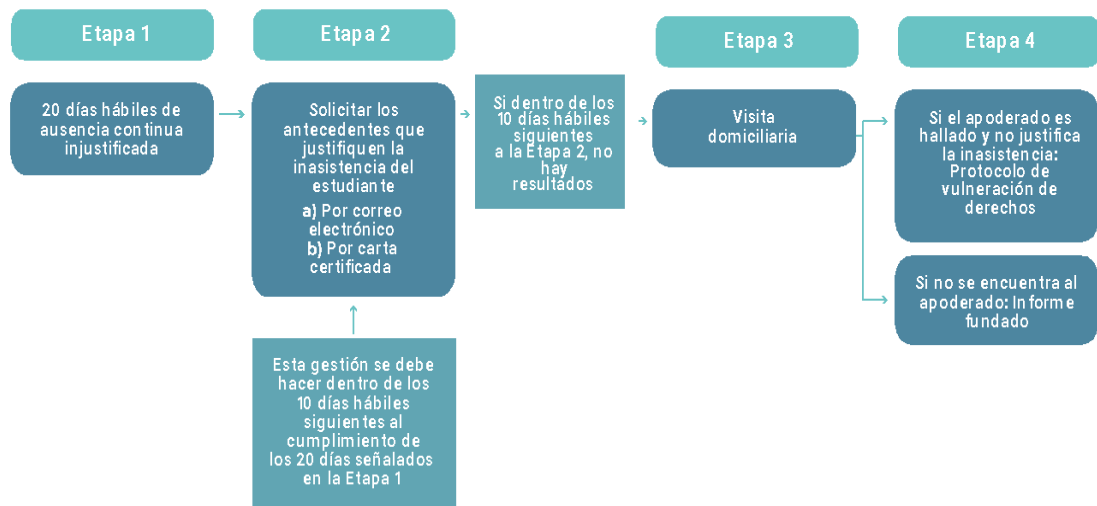 Etapa 1
20 días hábiles de
ausencia continua
injustificada
Etapa 2
Solicitar los
antecedentes que
justifiquen la
inasistencia del
estudiante
a) Por correo
electrónico
b) Por carta
certificada
Esta gestión se debe
hacer dentro de los
10 días hábiles
siguientes al
cumplimiento de
los 20 días señalados
en la Etapa 1
Si dentro de los
10 días hábiles
siguientes
a la Etapa 2, no
hay
resultados
Etapa 3
Visita
domiciliaria
Etapa 4
Si el apoderado es
hallado y no justifica
la inasistencia:
Protocolo de
vulneración de
derechos
Si no se encuentra al
apoderado: Informe
fundado